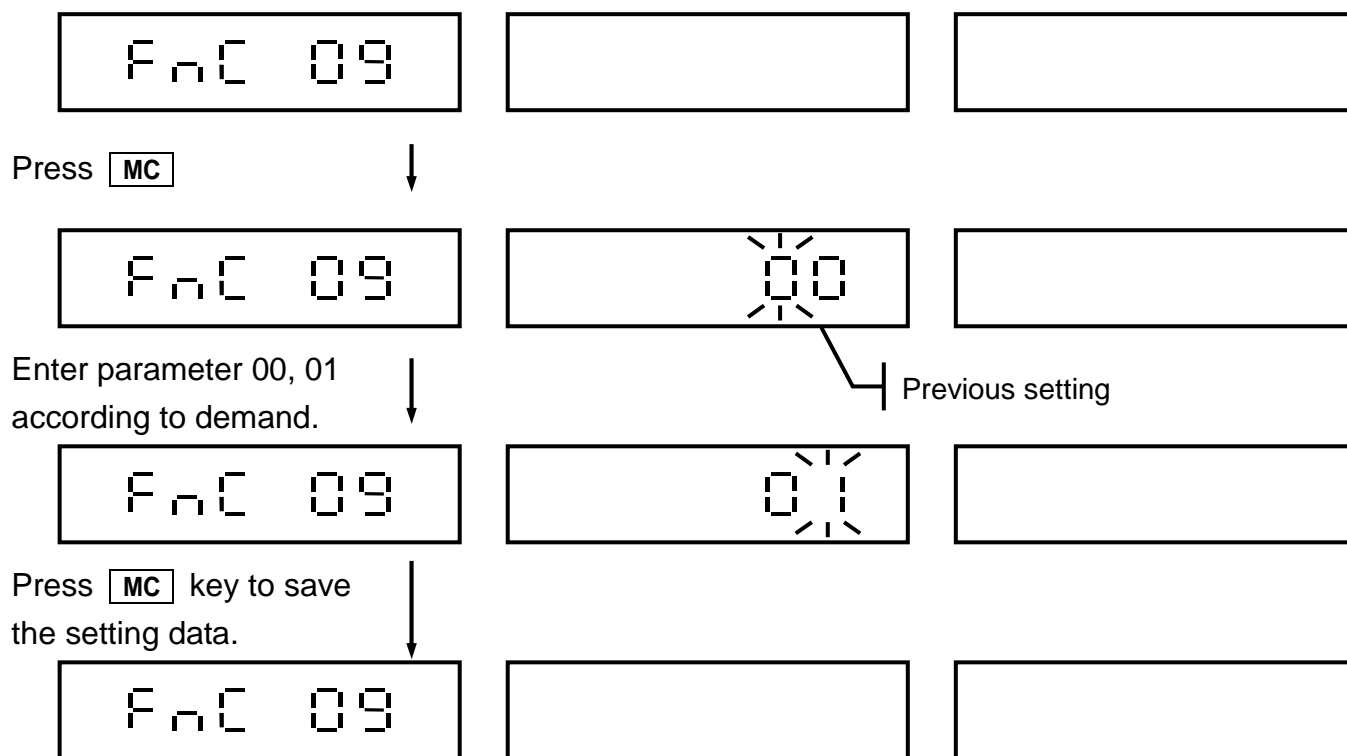 FnC 09
Press MC
FnC 09 00
Enter parameter 00, 01
according to demand.
Previous setting
FnC 09 01
Press MC key to save
the setting data.
FnC 09